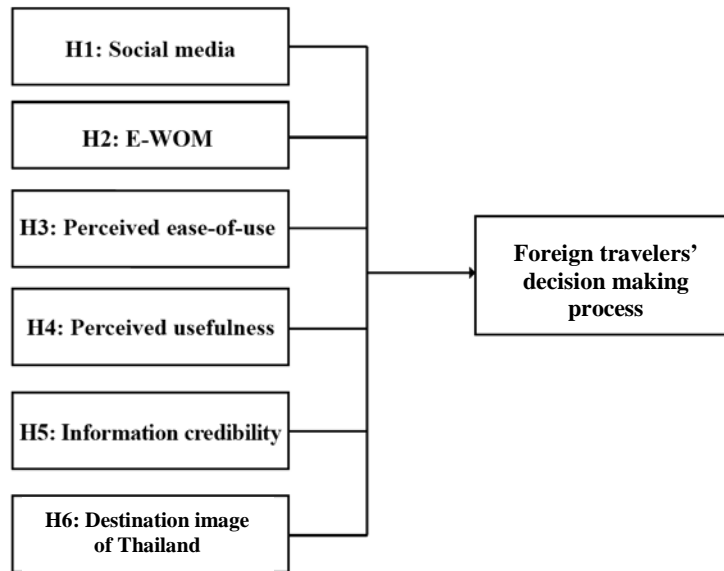 H1: Social media
H2: E-WOM
H3: Perceived ease-of-use
H4: Perceived usefulness
H5: Information credibility
H6: Destination image
of Thailand
Foreign travelers’
decision making
process